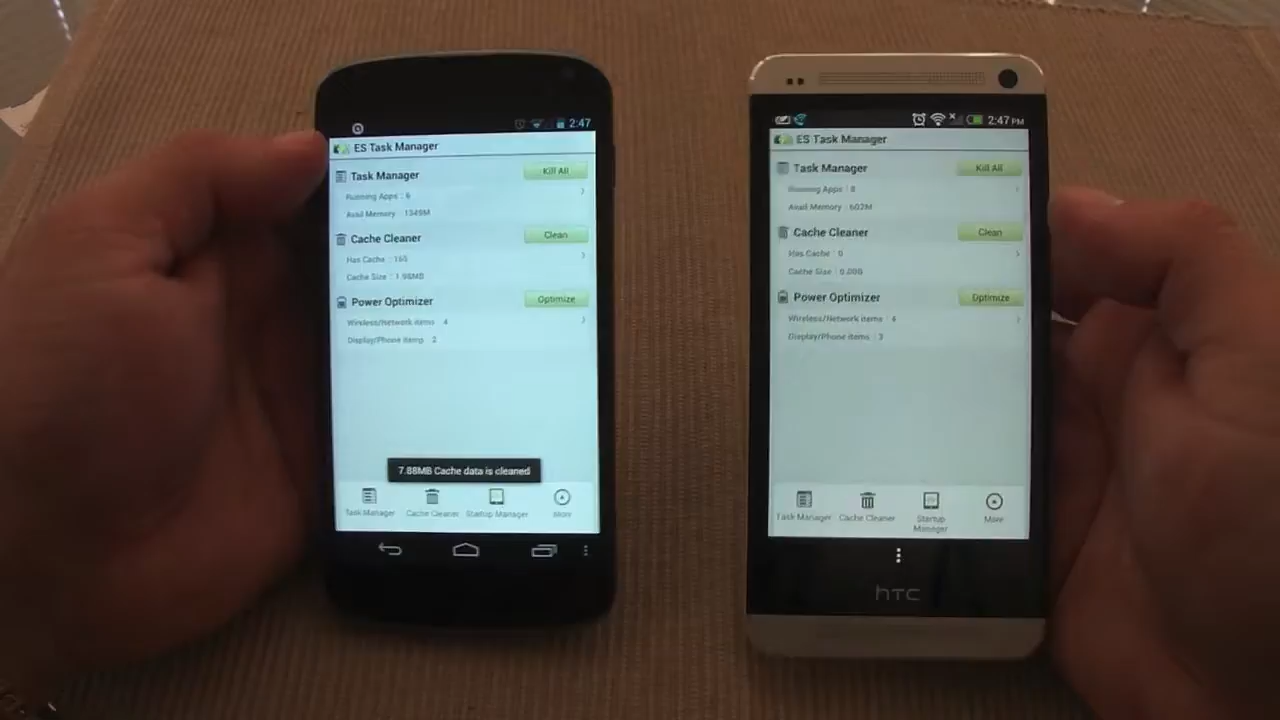 2:47
ES Task Manager
Task Manager
Kill All
Running Apps : 6
Avail Memory : 1349M
Cache Cleaner
Clean
Has Cache : 165
Cache Size : 1.98MB
Power Optimizer
Optimize
Wireless/Network items : 4
Display/Phone items : 2
7.88MB Cache data is cleaned
Task Manager
Cache Cleaner
Startup Manager
More
2:47 PM
ES Task Manager
Task Manager
Kill All
Running Apps : 8
Avail Memory : 602M
Cache Cleaner
Clean
Has Cache : 0
Cache Size : 0.00B
Power Optimizer
Optimize
Wireless/Network items : 4
Display/Phone items : 3
Task Manager
Cache Cleaner
Startup
Manager
More
hTC